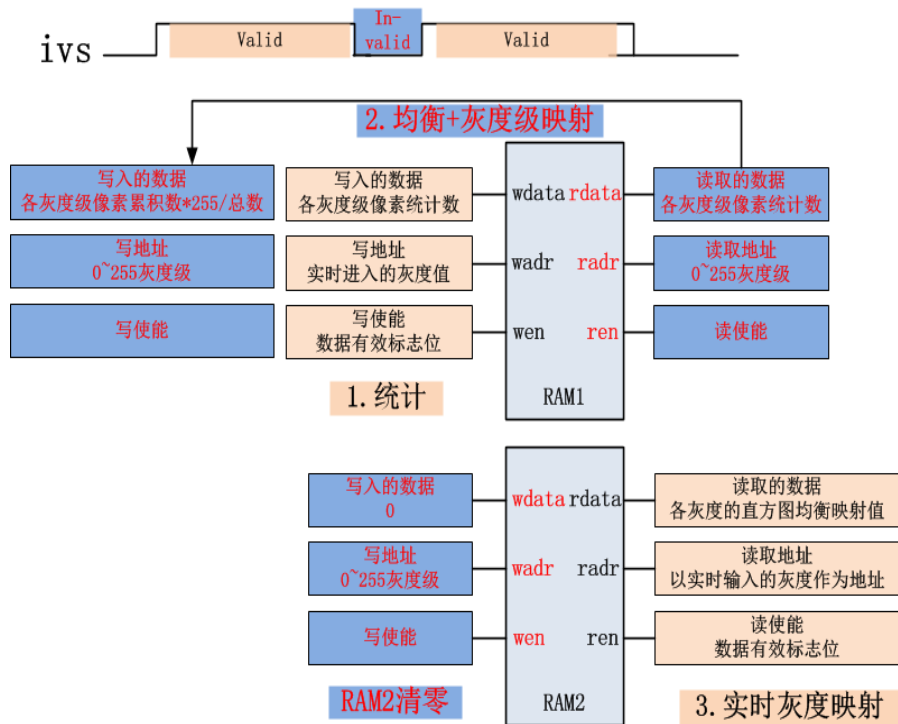 ivs
Valid
In-
valid
Valid
2.均衡+灰度级映射
写入的数据
各灰度级像素累积数*255/总数
写入的数据
各灰度级像素统计数
wdata rdata
读取的数据
各灰度级像素统计数
写地址
0~255灰度级
写地址
实时进入的灰度值
wadr radr
读取地址
0~255灰度级
写使能
写使能
数据有效标志位
wen ren
读使能
1.统计
RAM1
写入的数据
0
wdata rdata
读取的数据
各灰度的直方图均衡映射值
写地址
0~255灰度级
wadr radr
读取地址
以实时输入的灰度作为地址
写使能
wen ren
读使能
数据有效标志位
RAM2清零
RAM2
3.实时灰度映射